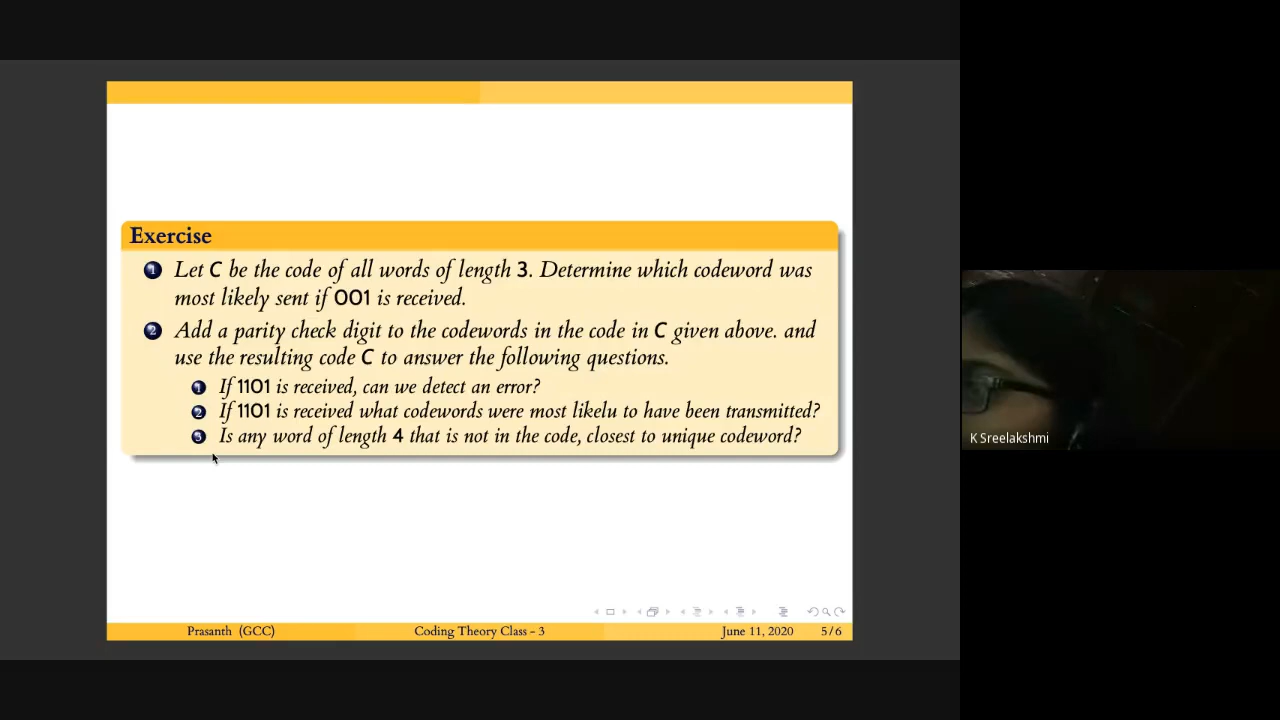 Exercise
1 Let C be the code of all words of length 3. Determine which codeword was
most likely sent if 001 is received.
2 Add a parity check digit to the codewords in the code in C given above. and
use the resulting code C to answer the following questions.
1 If 1101 is received, can we detect an error?
2 If 1101 is received what codewords were most likelu to have been transmitted?
3 Is any word of length 4 that is not in the code, closest to unique codeword?
K Sreelakshmi
Prasanth (GCC) Coding Theory Class - 3 June 11, 2020 5/6